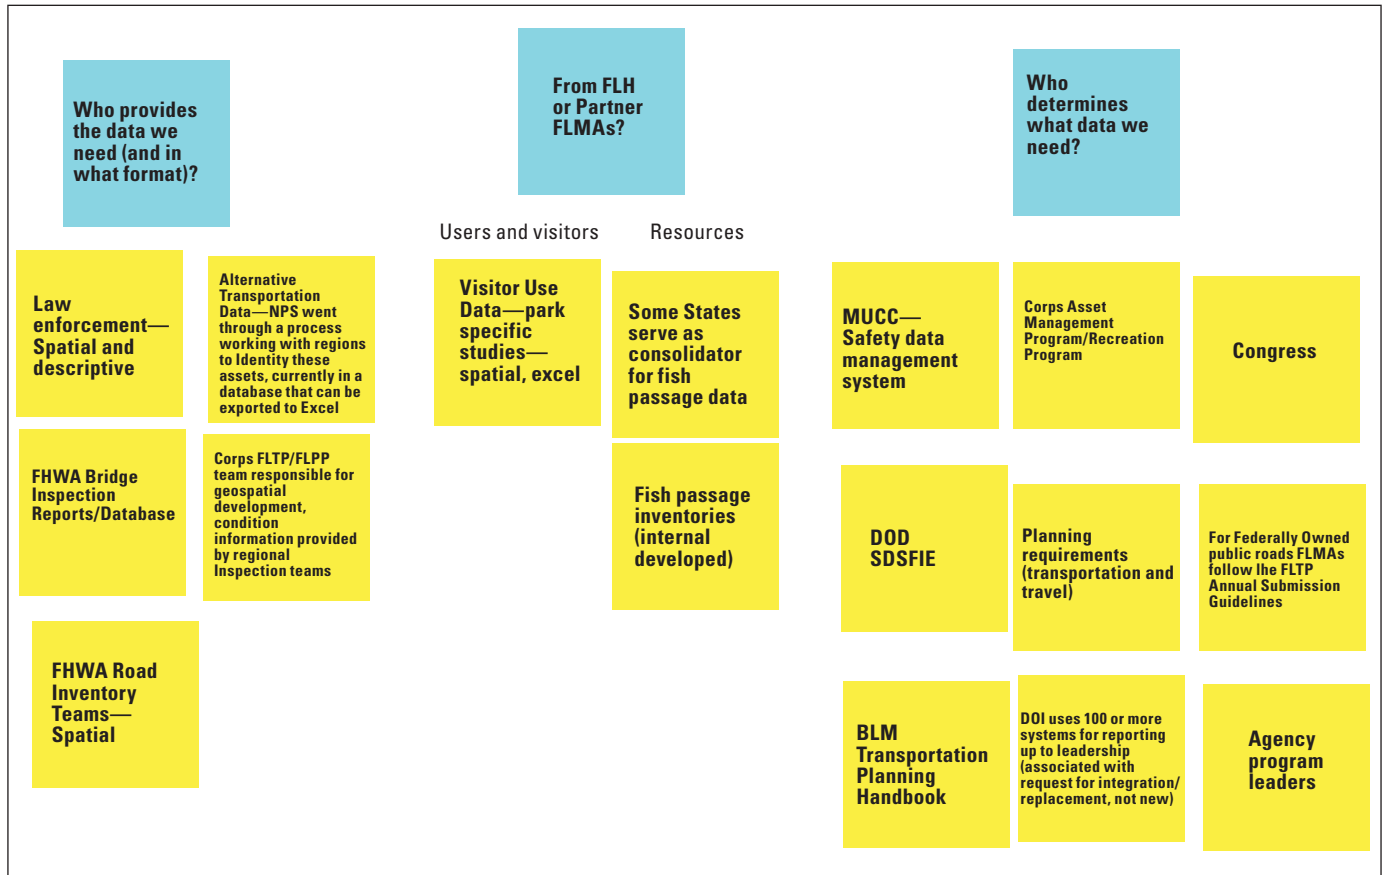 Who provides
the data we
need (and in
what format)?
From FLH
or Partner
FLMAs?
Who
determines
what data we
need?
Users and visitors
Resources
Law
enforcement—
Spatial and
descriptive
Alternative
Transportation
Data—NPS went
through a process
working with regions
to Identity these
assets, currently in a
database that can be
exported to Excel
FHWA Bridge
Inspection
Reports/Database
Corps FLTP/FLPP
team responsible for
geospatial
development,
condition
information provided
by regional
Inspection teams
FHWA Road
Inventory
Teams—
Spatial
Visitor Use
Data—park
specific
studies—
spatial, excel
Some States
serve as
consolidator
for fish
passage data
Fish passage
inventories
(internal
developed)
MUCC—
Safety data
management
system
Corps Asset
Management
Program/Recreation
Program
Congress
DOD
SDSFIE
Planning
requirements
(transportation and
travel)
For Federally Owned
public roads FLMAs
follow lhe FLTP
Annual Submission
Guidelines
BLM
Transportation
Planning
Handbook
DOI uses 100 or more
systems for reporting
up to leadership
(associated with
request for integration/
replacement, not new)
Agency
program
leaders